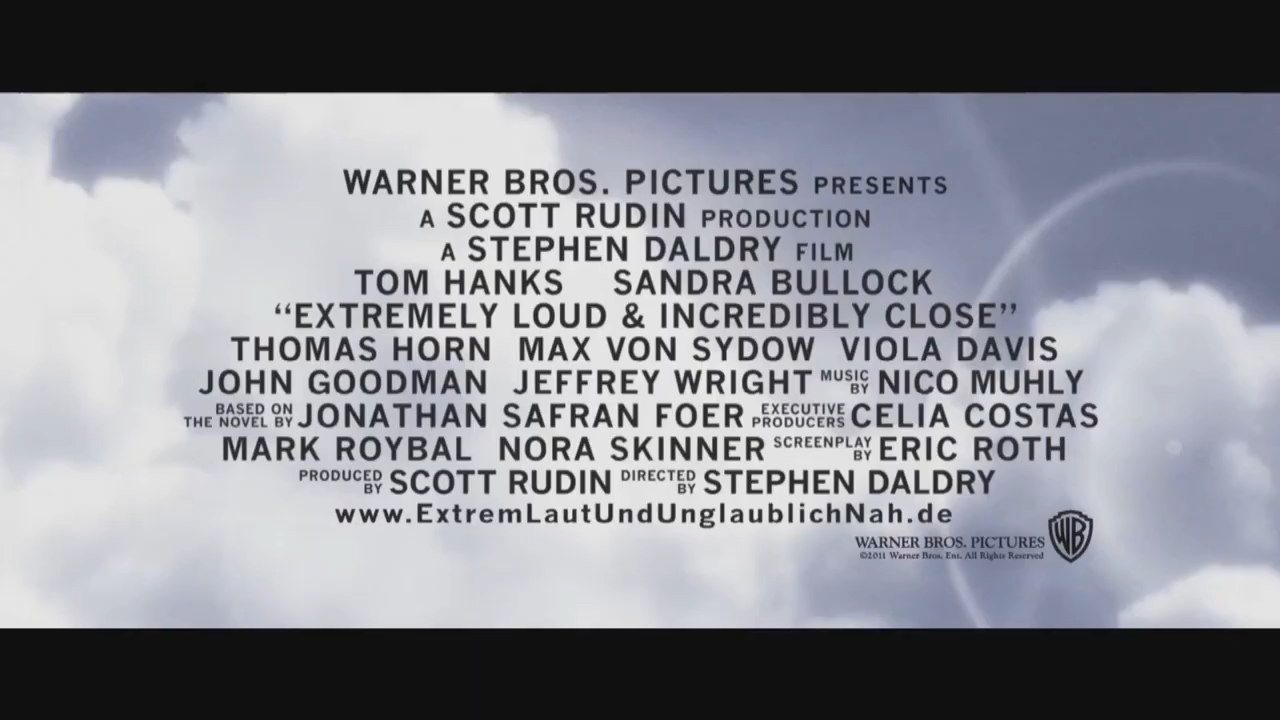 WARNER BROS. PICTURES PRESENTS
A SCOTT RUDIN PRODUCTION
A STEPHEN DALDRY FILM
TOM HANKS SANDRA BULLOCK
“EXTREMELY LOUD & INCREDIBLY CLOSE”
THOMAS HORN MAX VON SYDOW VIOLA DAVIS
JOHN GOODMAN JEFFREY WRIGHT MUSIC BY NICO MUHLY
BASED ON THE NOVEL BY JONATHAN SAFRAN FOER EXECUTIVE PRODUCERS CELIA COSTAS
MARK ROYBAL NORA SKINNER SCREENPLAY BY ERIC ROTH
PRODUCED BY SCOTT RUDIN DIRECTED BY STEPHEN DALDRY
www.ExtremLautUndUnglaublichNah.de
WARNER BROS. PICTURES WB
©2011 Warner Bros. Ent. All Rights Reserved